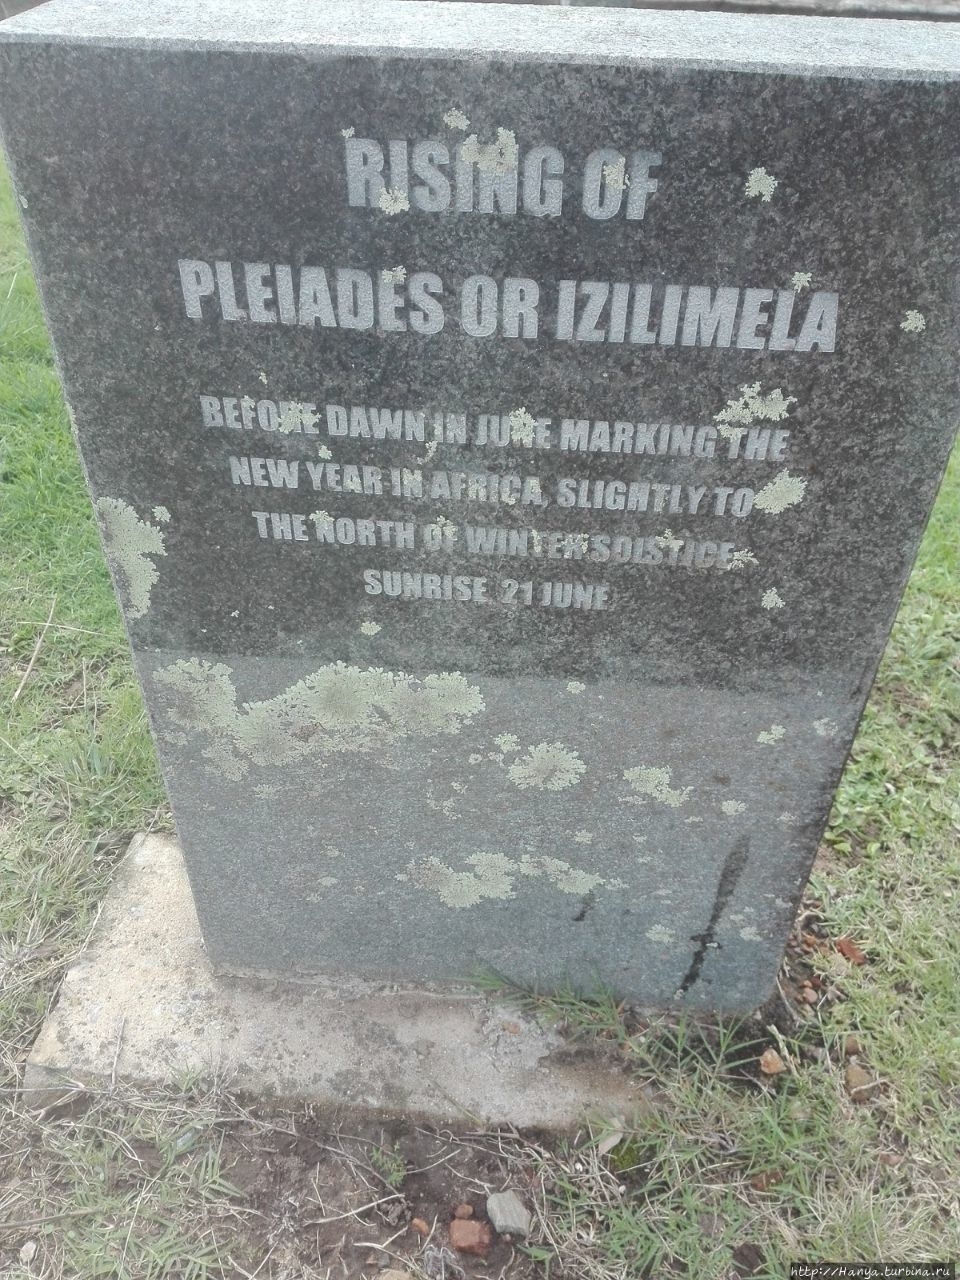 RISING OF
PLEIADES OR IZILIMELA
BEFORE DAWN IN JUNE MARKING THE
NEW YEAR IN AFRICA, SLIGHTLY TO
THE NORTH OF WINTER SOLSTICE
SUNRISE 21 JUNE
http://Hanya.turbina.ru